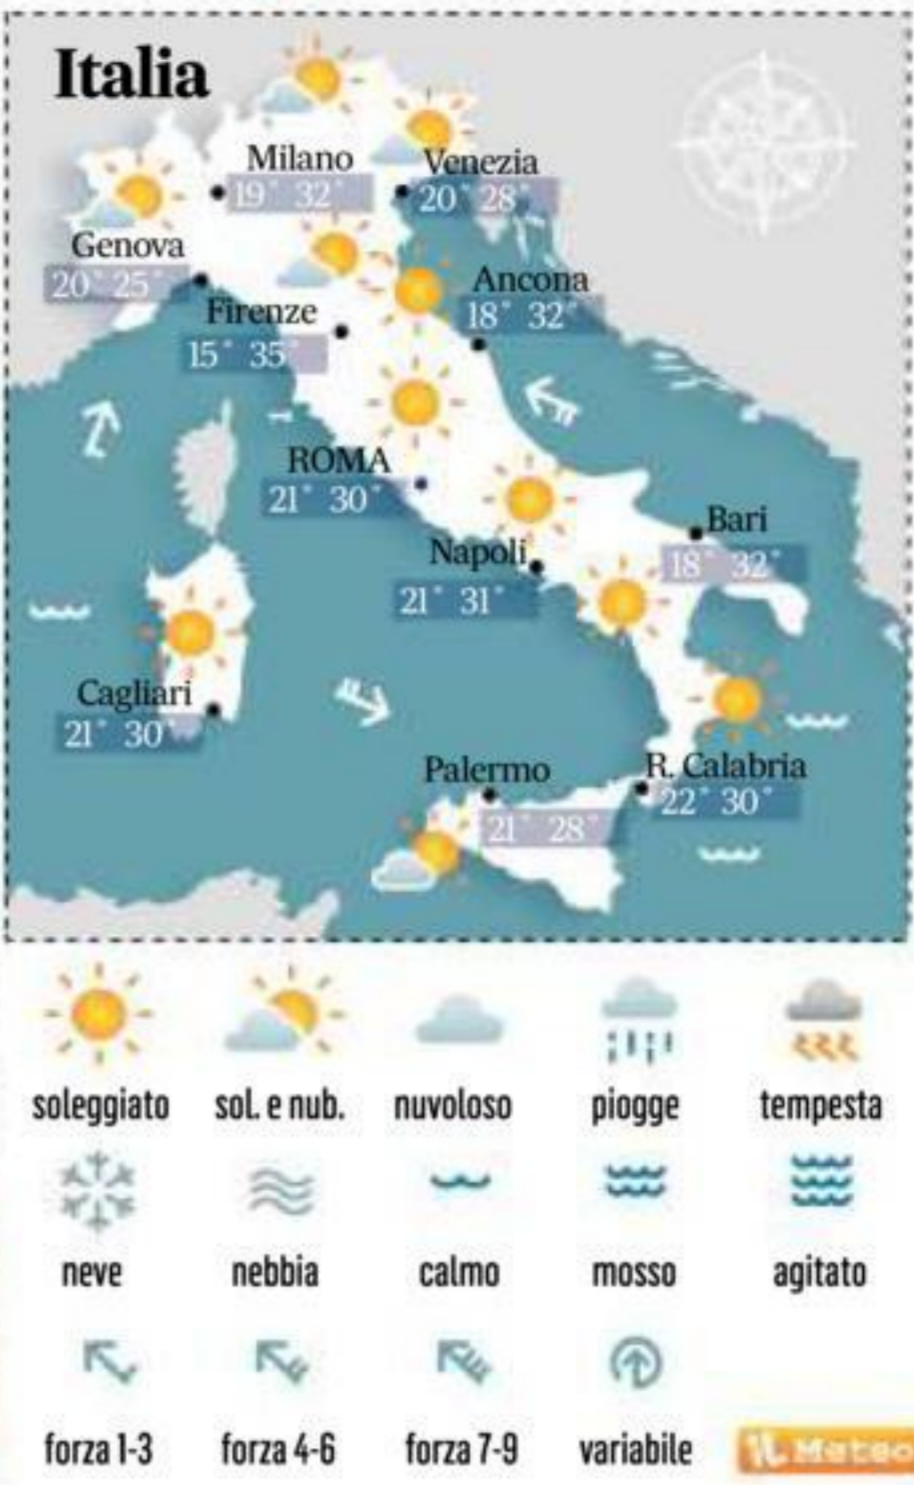 Italia
Milano
19° 32°
Venezia
20° 28°
Genova
20° 25°
Ancona
18° 32°
Firenze
15° 35°
ROMA
21° 30°
Bari
18° 32°
Napoli
21° 31°
Cagliari
21° 30°
Palermo
21° 28°
R. Calabria
22° 30°
soleggiato sol. e nub. nuvoloso piogge tempesta
neve nebbia calmo mosso agitato
forza 1-3 forza 4-6 forza 7-9 variabile
iL Meteo